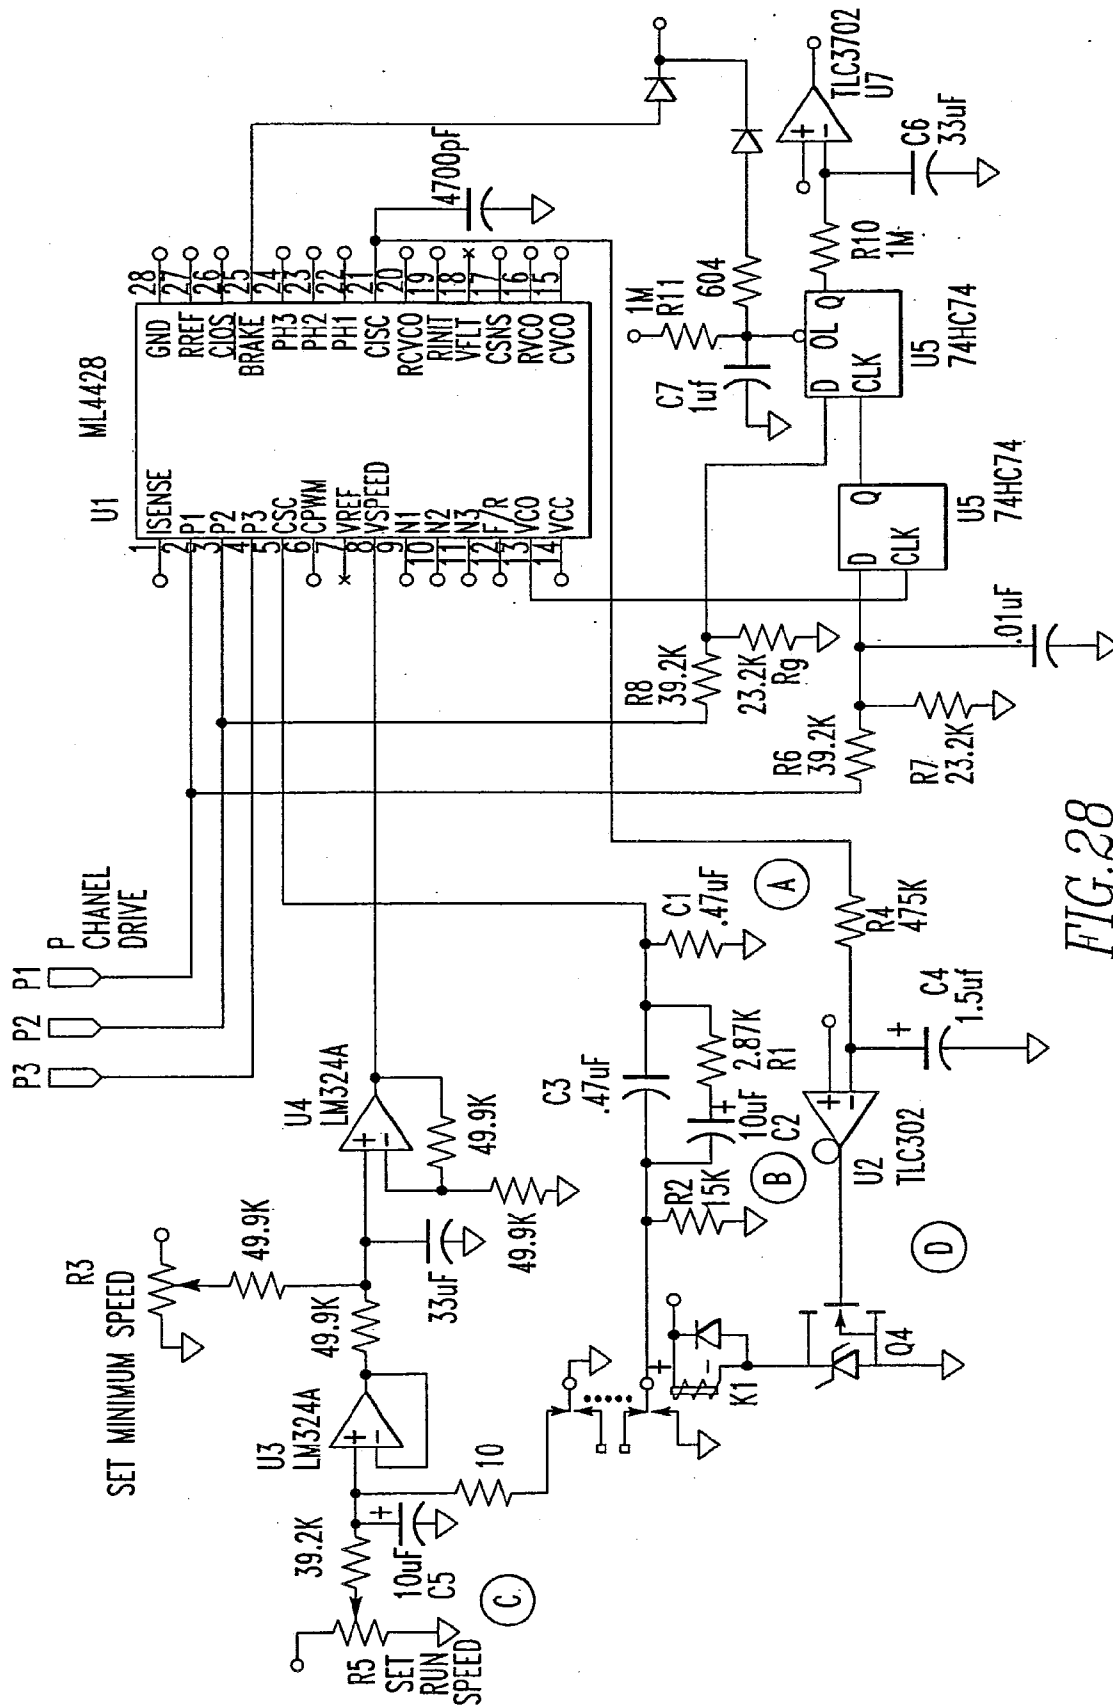 P1
P2
P3
P
CHANEL
DRIVE
U1
ML4428
1
2
3
4
5
6
7
8
9
10
11
12
13
14
ISENSE
P1
P2
P3
CSC
CPWM
VREF
VSPEED
N1
N2
N3
F/R
VCO
VCC
GND
RREF
CIOS
BRAKE
PH3
PH2
PH1
CISC
RCVCO
RINIT
VFLT
CSNS
RVCO
CVCO
28
27
26
25
24
23
22
21
20
19
18
17
16
15
4700pF
R3
SET MINIMUM SPEED
49.9K
49.9K
U4
LM324A
+
-
49.9K
49.9K
33uF
U3
LM324A
+
-
39.2K
+
10uF
C5
10
R5
SET
RUN
SPEED
C
C3
.47uF
C1
.47uF
A
2.87K
R1
+
10uF
C2
R2
15K
B
+
-
K1
R4
475K
+
C4
1.5uf
+
-
U2
TLC302
D
Q4
R8
39.2K
23.2K
Rg
R6
39.2K
R7
23.2K
.01uF
D
Q
CLK
U5
74HC74
D
OL
Q
CLK
U5
74HC74
C7
1uf
1M
R11
604
R10
1M
+
-
TLC3702
U7
C6
33uF
FIG.28